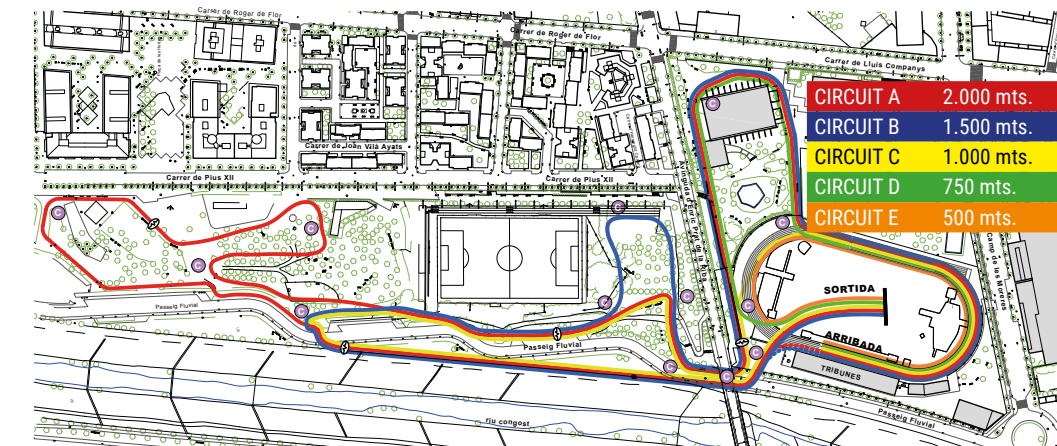 Carrer de Roger de Flor
Carrer de Roger de Flor
Carrer de Lluis Companys
CIRCUIT A 2.000 mts.
CIRCUIT B 1.500 mts.
CIRCUIT C 1.000 mts.
CIRCUIT D 750 mts.
CIRCUIT E 500 mts.
Carrer de Joan Vila Ayats
Carrer de Pius XII
Carrer de Pius XII
Avinguda d'Enric Prat de la Riba
Camp de les Moreres
C
C
C
C
C
C
C
C
C
C
C
C
SORTIDA
ARRIBADA
TRIBUNES
Passeig Fluvial
Passeig Fluvial
Passeig Fluvial
riu congost